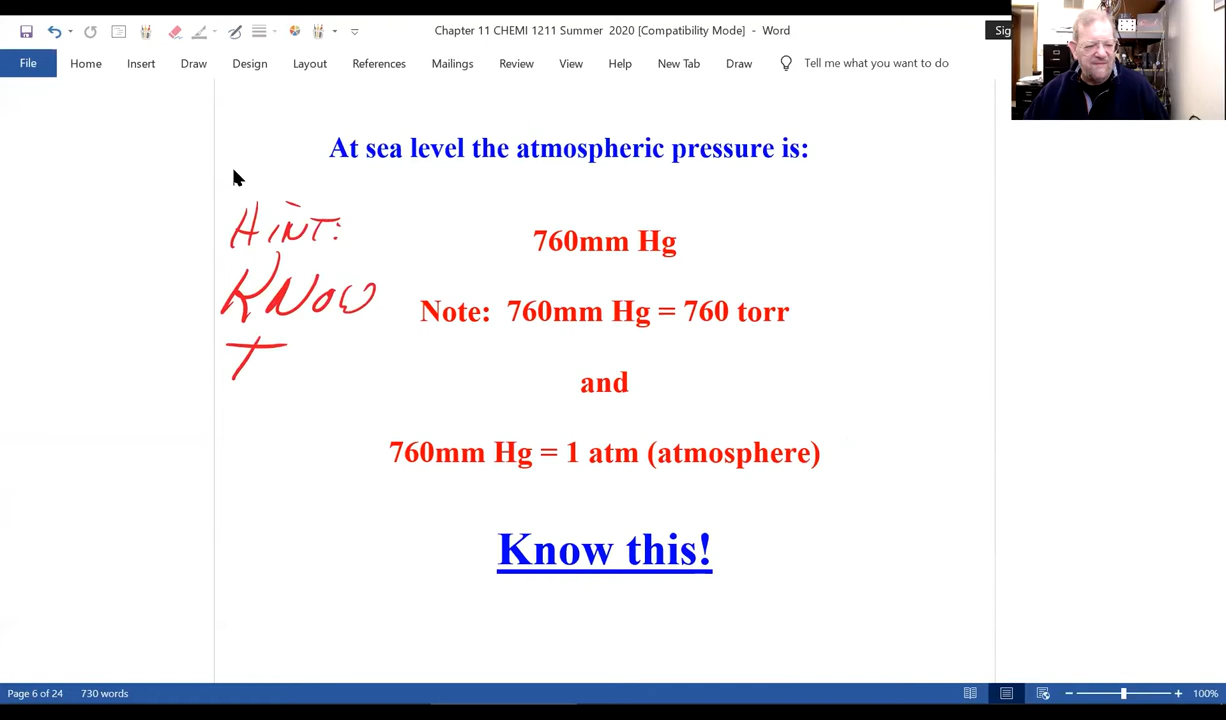 Chapter 11 CHEMI 1211 Summer 2020 [Compatibility Mode] - Word
Sig
File Home Insert Draw Design Layout References Mailings Review View Help New Tab Draw Tell me what you want to do
At sea level the atmospheric pressure is:
HINT:
760mm Hg
KNOW
Note: 760mm Hg = 760 torr
T
and
760mm Hg = 1 atm (atmosphere)
Know this!
Page 6 of 24 730 words 100%